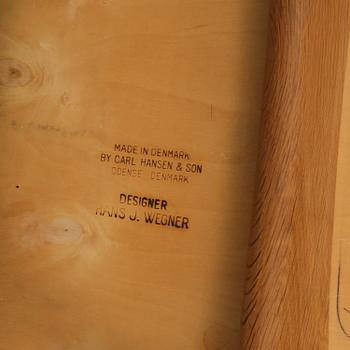 MADE IN DENMARK
BY CARL HANSEN & SON
ODENSE DENMARK
DESIGNER
HANS J. WEGNER